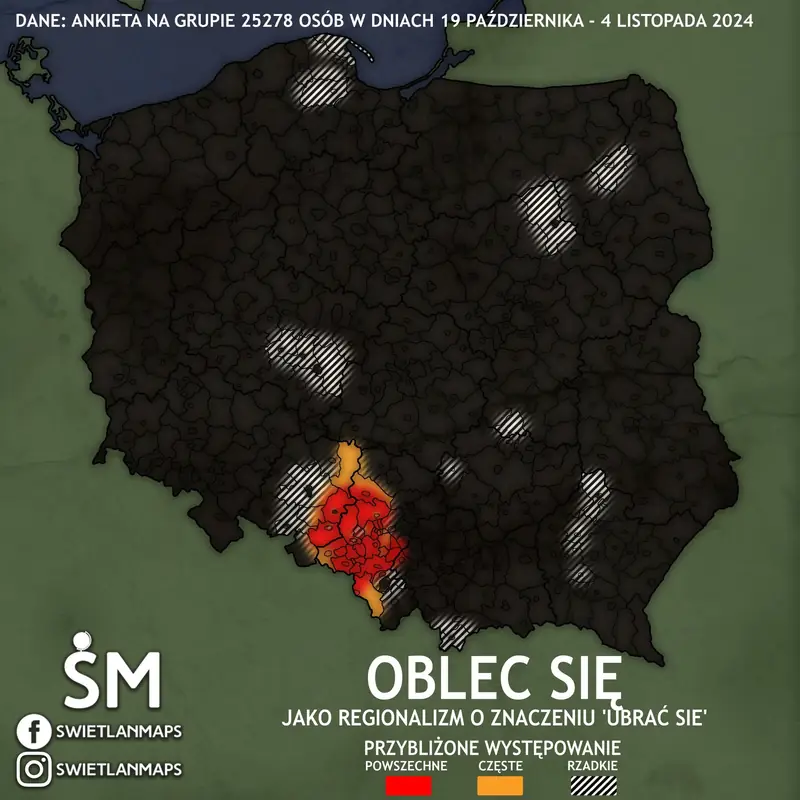 DANE: ANKIETA NA GRUPIE 25278 OSÓB W DNIACH 19 PAŹDZIERNIKA - 4 LISTOPADA 2024
ŚM
SWIETLANMAPS
SWIETLANMAPS
OBLEC SIĘ
JAKO REGIONALIZM O ZNACZENIU 'UBRAĆ SIE'
PRZYBLIŻONE WYSTĘPOWANIE
POWSZECHNE CZĘSTE RZADKIE